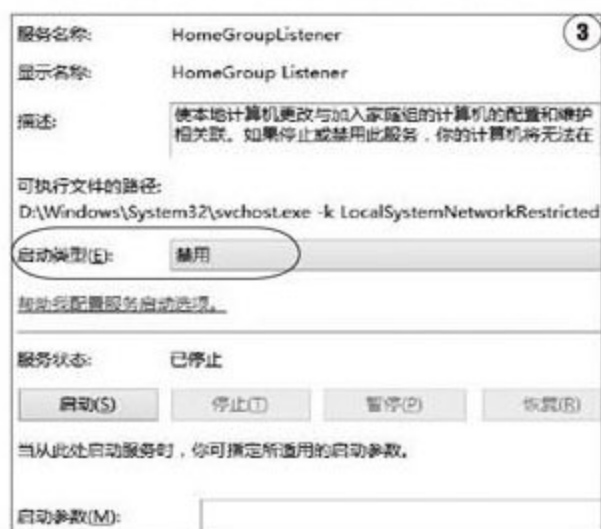 服务名称: HomeGroupListener
3
显示名称: HomeGroup Listener
描述: 使本地计算机更改与加入家庭组的计算机的配置和维护
相关联。如果停止或禁用此服务，你的计算机将无法在
可执行文件的路径:
D:\Windows\System32\svchost.exe -k LocalSystemNetworkRestricted
启动类型(E): 禁用
帮助我配置服务启动选项。
服务状态: 已停止
启动(S) 停止(T) 暂停(P) 恢复(R)
当从此处启动服务时，你可指定所适用的启动参数。
启动参数(M):